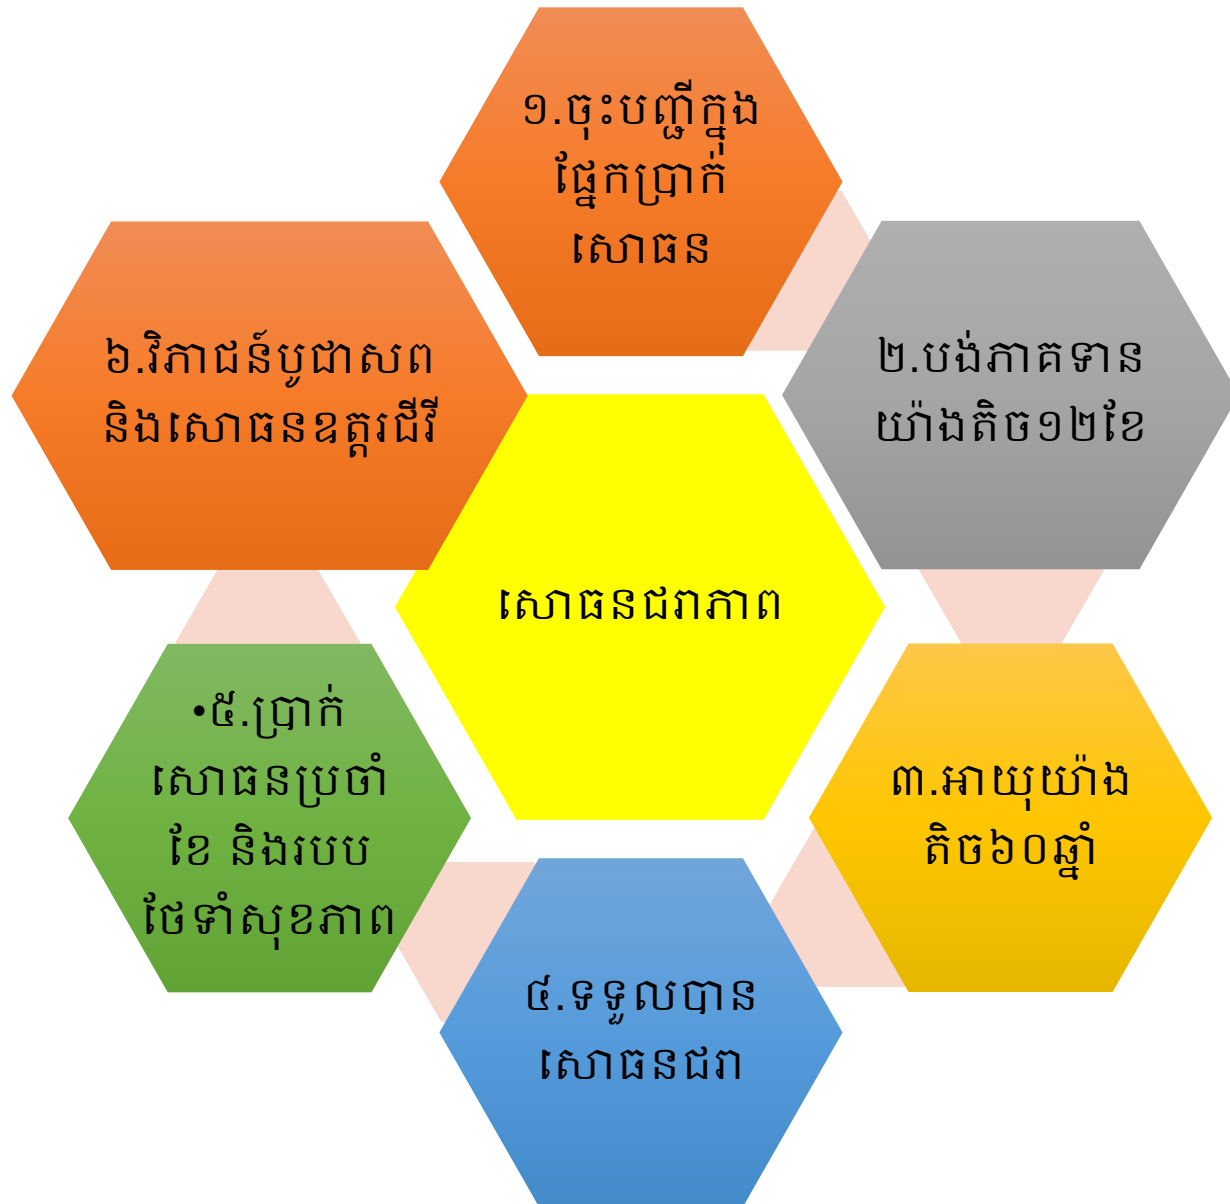 ១.ចុះបញ្ជីក្នុង
ផ្នែកប្រាក់
សោធន
២.បង់ភាគទាន
យ៉ាងតិច១២ខែ
៣.អាយុយ៉ាង
តិច៦០ឆ្នាំ
៤.ទទួលបាន
សោធនជរា
•៥.ប្រាក់
សោធនប្រចាំ
ខែ និងរបប
ថែទាំសុខភាព
៦.វិភាជន៍បូជាសព
និងសោធនឧត្តរជីវី
សោធនជរាភាព